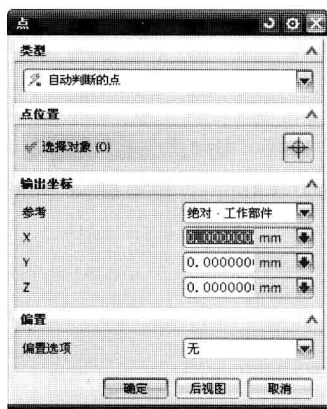 点
类型
自动判断的点
点位置
选择对象 (0)
输出坐标
参考 绝对 - 工作部件
X 0.0000000 mm
Y 0.000000 mm
Z 0.000000 mm
偏置
偏置选项 无
确定 后视图 取消